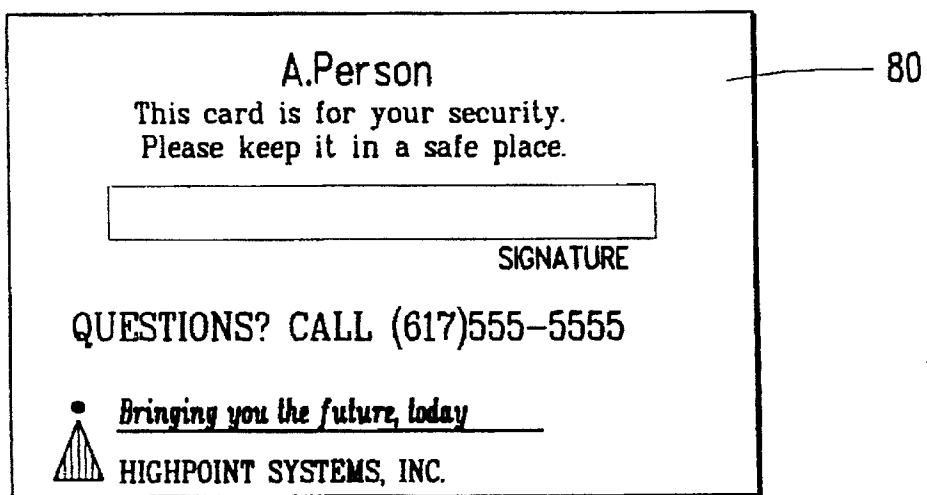 A.Person
80
This card is for your security.
Please keep it in a safe place.
SIGNATURE
QUESTIONS? CALL (617)555-5555
Bringing you the future, today
HIGHPOINT SYSTEMS, INC.